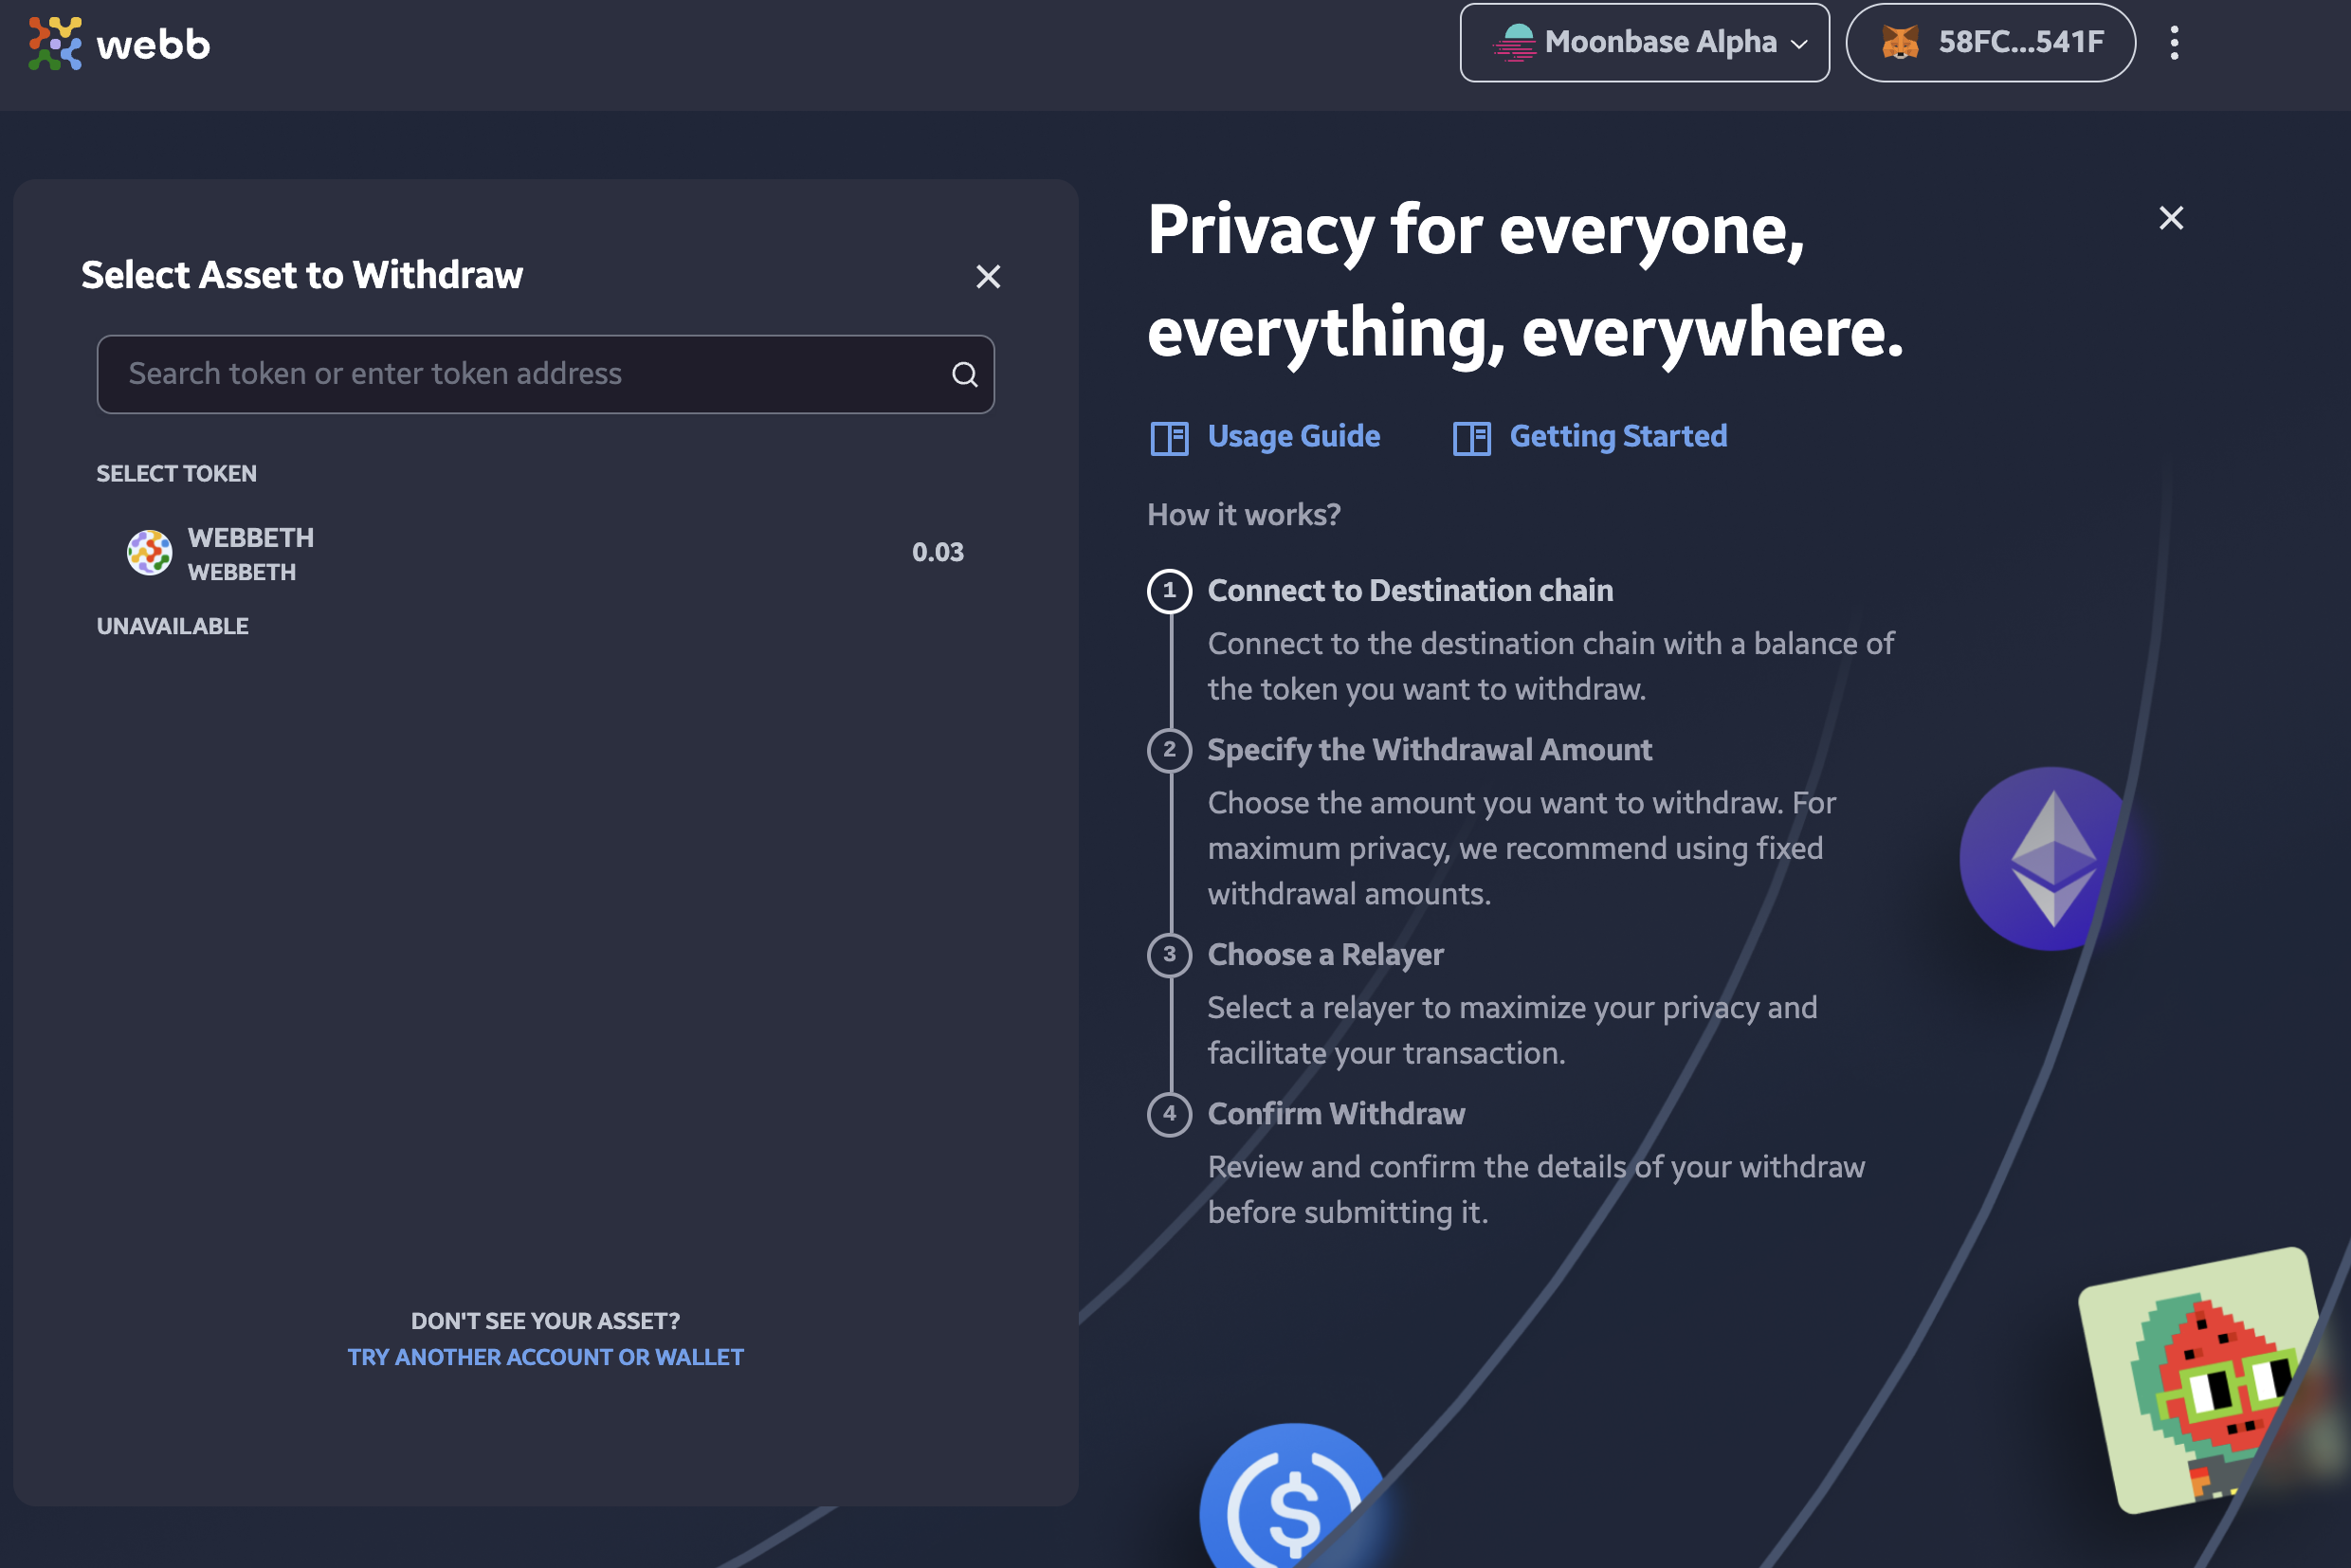 webb
Moonbase Alpha
58FC...541F
Select Asset to Withdraw
Search token or enter token address
SELECT TOKEN
WEBBETH
WEBBETH
0.03
UNAVAILABLE
DON'T SEE YOUR ASSET?
TRY ANOTHER ACCOUNT OR WALLET
Privacy for everyone,
everything, everywhere.
Usage Guide
Getting Started
How it works?
1 Connect to Destination chain
Connect to the destination chain with a balance of
the token you want to withdraw.
2 Specify the Withdrawal Amount
Choose the amount you want to withdraw. For
maximum privacy, we recommend using fixed
withdrawal amounts.
3 Choose a Relayer
Select a relayer to maximize your privacy and
facilitate your transaction.
4 Confirm Withdraw
Review and confirm the details of your withdraw
before submitting it.
$